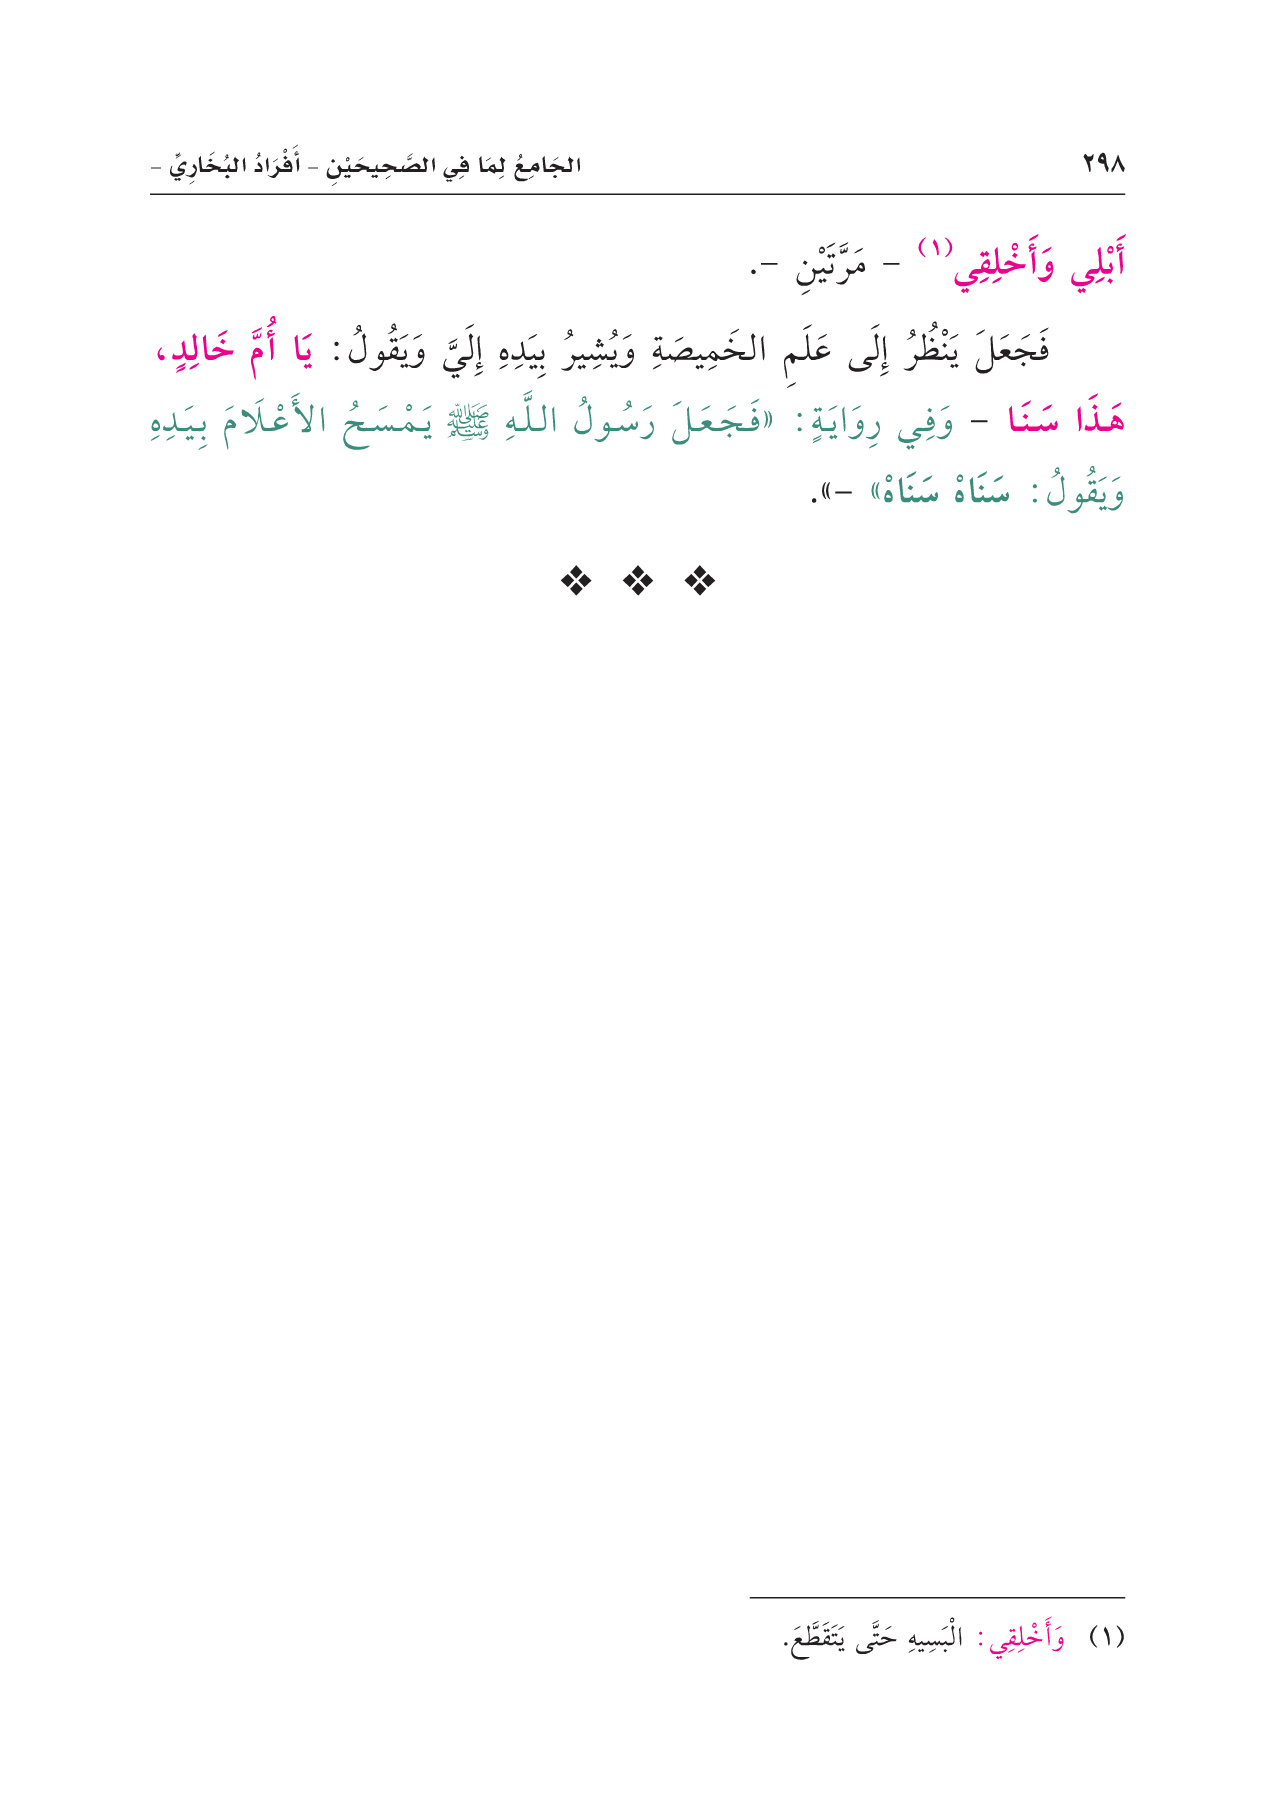 ٢٩٨ الجَامِعُ لِمَا فِي الصَّحِيحَيْنِ – أَفْرَادُ البُخَارِيِّ –
أَبْلِي وَأَخْلِقِي(١) – مَرَّتَيْنِ –.
فَجَعَلَ يَنْظُرُ إِلَى عَلَمِ الخَمِيصَةِ وَيُشِيرُ بِيَدِهِ إِلَيَّ وَيَقُولُ: يَا أُمَّ خَالِدٍ،
هَذَا سَنَا – وَفِي رِوَايَةٍ: «فَجَعَلَ رَسُولُ اللَّهِ ﷺ يَمْسَحُ الأَعْلَامَ بِيَدِهِ
وَيَقُولُ: سَنَاهْ سَنَاهْ» –».
❖ ❖ ❖
(١) وَأَخْلِقِي: الْبَسِيهِ حَتَّى يَتَقَطَّعَ.